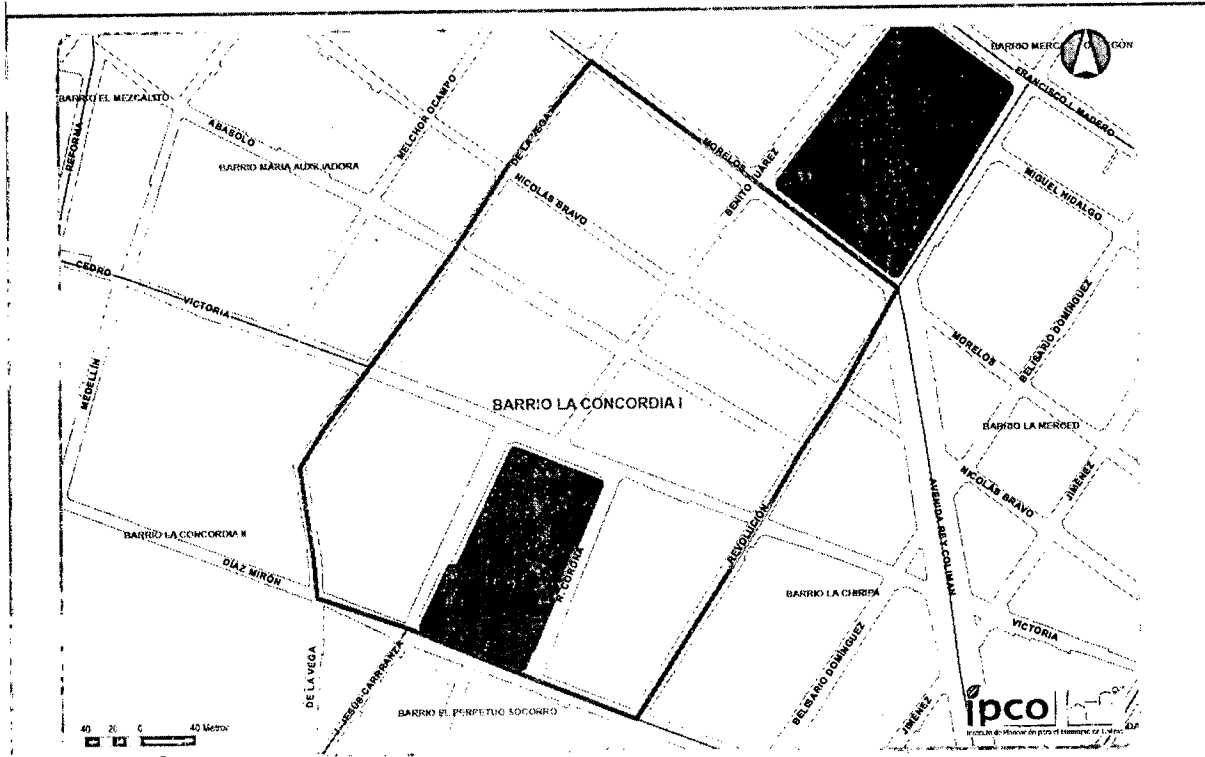 BARRIO EL MEZCALITO
REFORMA
ABASOLO
BARRIO MARIA AUXILIADORA
MELCHOR OCAMPO
DE LA VEGA
NICOLÁS BRAVO
MORELOS
BENITO JUÁREZ
FRANCISCO I. MADERO
MIGUEL HIDALGO
BELISARIO DOMÍNGUEZ
MORELOS
CEDRO
VICTORIA
MEDELLÍN
BARRIO LA CONCORDIA I
BARRIO LA MERCED
NICOLÁS BRAVO
JIMÉNEZ
AVENIDA REY COLIMAN
REVOLUCIÓN
BARRIO LA CONCORDIA II
DÍAZ MIRÓN
R. CORONA
BARRIO LA CHIRIPA
VICTORIA
DE LA VEGA
JESÚS CARRANZA
BARRIO EL PERPETUO SOCORRO
BELISARIO DOMÍNGUEZ
JIMÉNEZ
40 20 0 40 Metros
ipco